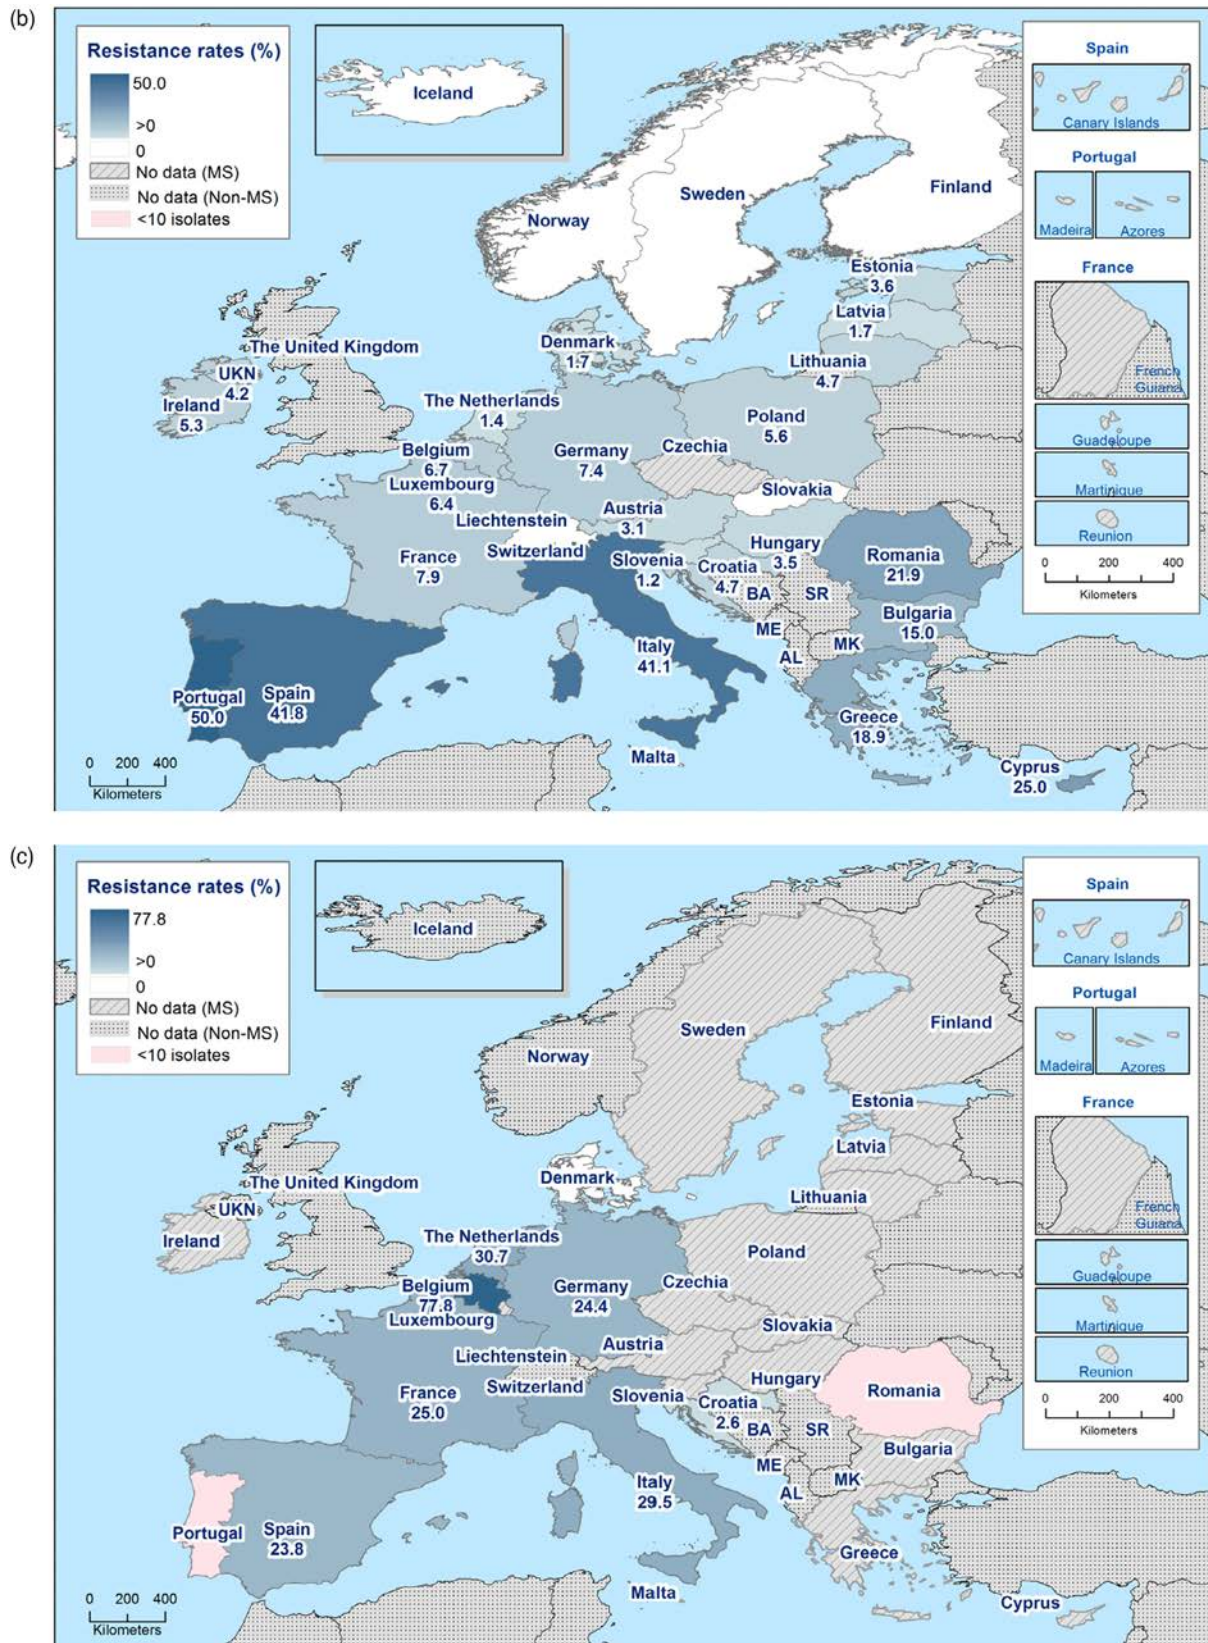 (b)
Resistance rates (%)
50.0
>0
0
No data (MS)
No data (Non-MS)
<10 isolates
Iceland
Norway
Sweden
Finland
Estonia
3.6
Latvia
1.7
Lithuania
4.7
Denmark
1.7
The United Kingdom
UKN
4.2
Ireland
5.3
The Netherlands
1.4
Belgium
6.7
Luxembourg
6.4
Germany
7.4
Poland
5.6
Czechia
Slovakia
Austria
3.1
Liechtenstein
Switzerland
France
7.9
Slovenia
1.2
Croatia
4.7
Hungary
3.5
Romania
21.9
Bulgaria
15.0
BA
SR
ME
MK
AL
Italy
41.1
Portugal
50.0
Spain
41.8
Greece
18.9
Malta
Cyprus
25.0
0 200 400
Kilometers
Spain
Canary Islands
Portugal
Madeira
Azores
France
French
Guiana
Guadeloupe
Martinique
Reunion
0 200 400
Kilometers
(c)
Resistance rates (%)
77.8
>0
0
No data (MS)
No data (Non-MS)
<10 isolates
Iceland
Norway
Sweden
Finland
Estonia
Latvia
Lithuania
Denmark
The United Kingdom
UKN
Ireland
The Netherlands
30.7
Belgium
77.8
Luxembourg
Germany
24.4
Poland
Czechia
Slovakia
Austria
Liechtenstein
Switzerland
France
25.0
Slovenia
Croatia
2.6
Hungary
Romania
Bulgaria
BA
SR
ME
MK
AL
Italy
29.5
Portugal
Spain
23.8
Greece
Malta
Cyprus
0 200 400
Kilometers
Spain
Canary Islands
Portugal
Madeira
Azores
France
French
Guiana
Guadeloupe
Martinique
Reunion
0 200 400
Kilometers